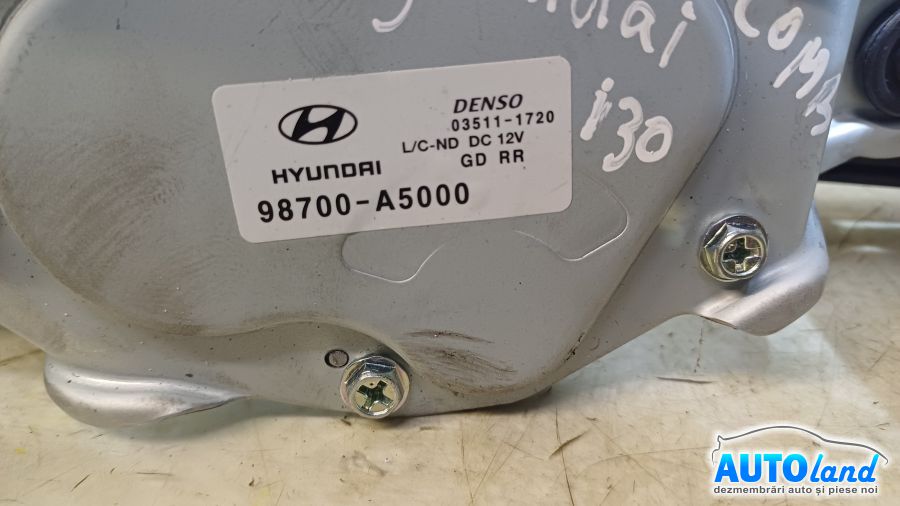 i30
DENSO
03511-1720
L/C-ND DC 12V
GD RR
HYUNDAI
98700-A5000
AUTOland
dezmembrări auto și piese noi